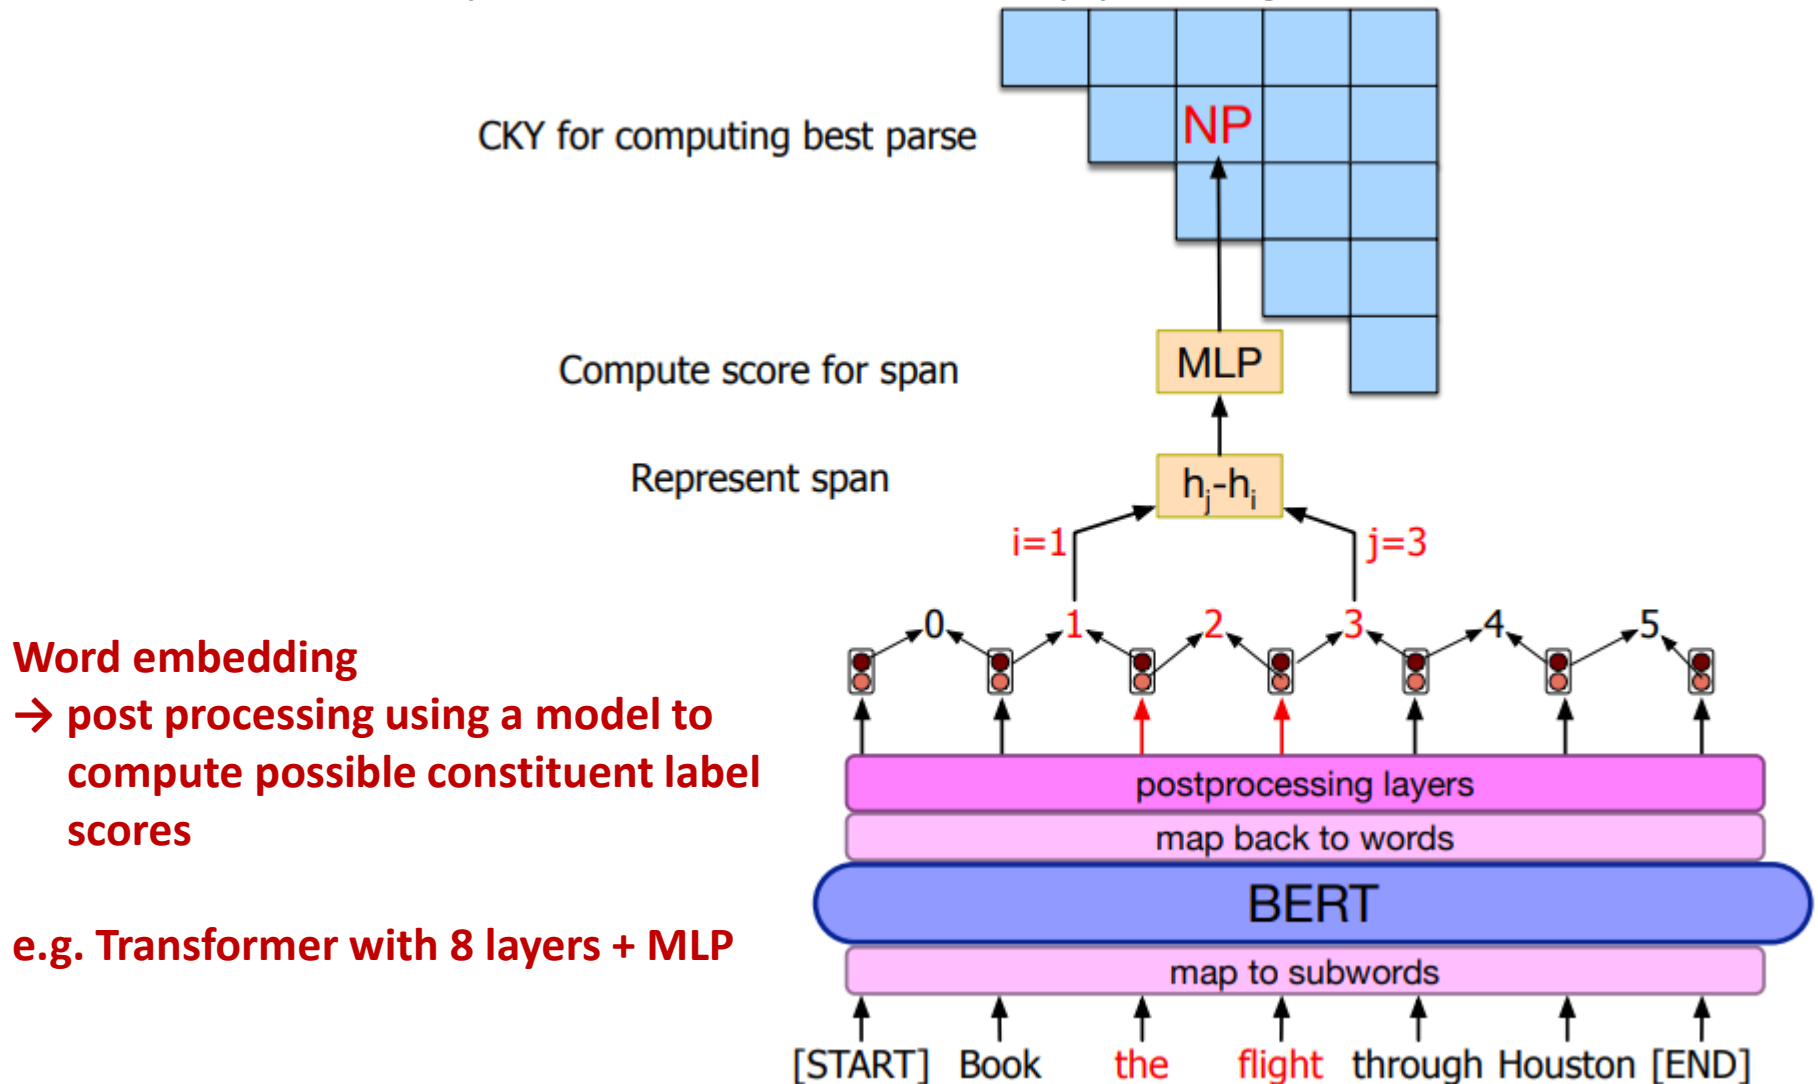 CKY for computing best parse
NP
Compute score for span
MLP
Represent span
hj-hi
i=1
j=3
0 1 2 3 4 5
Word embedding
→ post processing using a model to
compute possible constituent label
scores
e.g. Transformer with 8 layers + MLP
postprocessing layers
map back to words
BERT
map to subwords
[START] Book the flight through Houston [END]